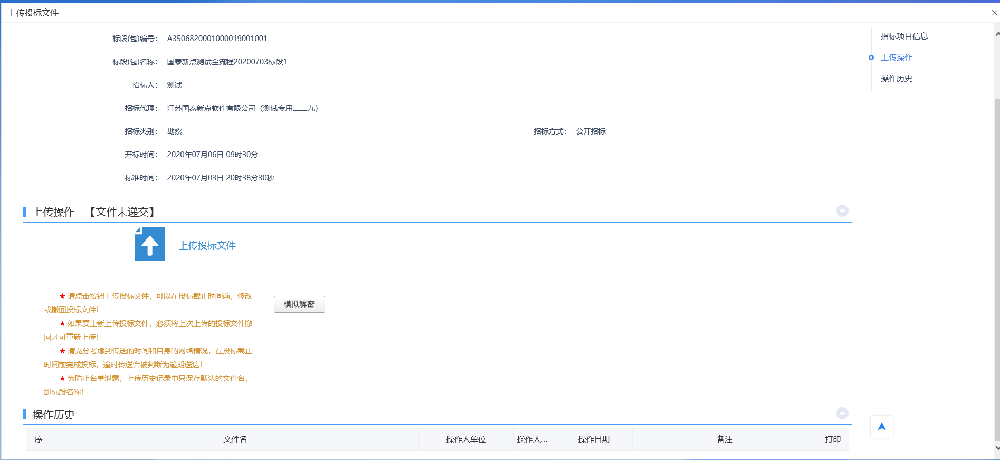 上传投标文件
标段(包)编号： A3506820001000019001001
标段(包)名称： 国泰新点测试全流程20200703标段1
招标人： 测试
招标代理： 江苏国泰新点软件有限公司（测试专用二二九）
招标类别： 勘察 招标方式： 公开招标
开标时间： 2020年07月06日 09时30分
标准时间： 2020年07月03日 20时38分30秒
招标项目信息
上传操作
操作历史
上传操作 【文件未递交】
上传投标文件
★ 请点击按钮上传投标文件，可以在投标截止时间前，修改
或撤回投标文件！
★ 如果要重新上传投标文件，必须将上次上传的投标文件撤
回才可重新上传！
★ 请充分考虑到传送的时间和自身的网络情况，在投标截止
时间前完成投标，逾时传送会被判断为逾期送达！
★ 为防止名单泄露，上传历史记录中只保存默认的文件名，
即标段名称！
模拟解密
操作历史
序 文件名 操作人单位 操作人... 操作日期 备注 打印